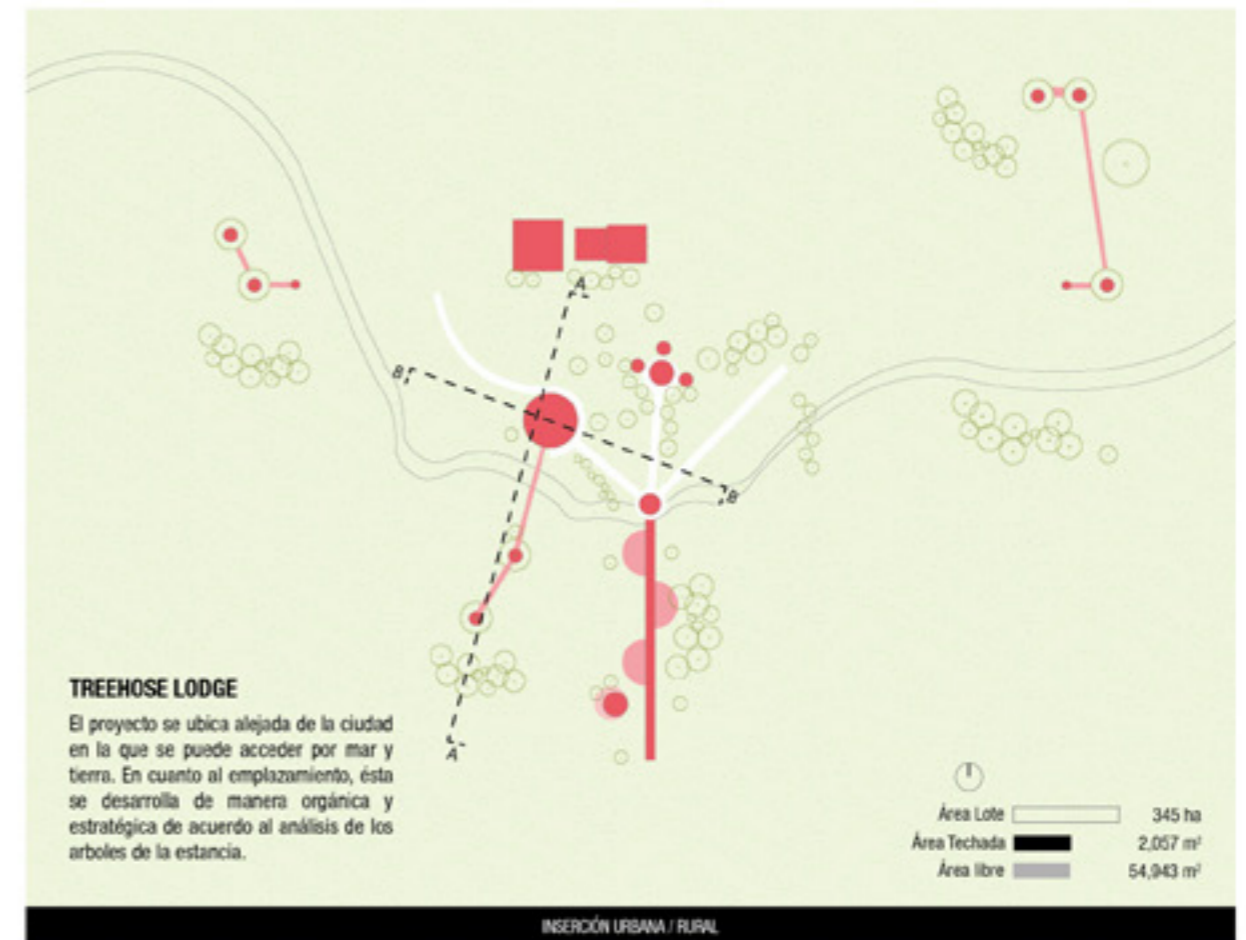 A
B
B
A
TREEHOSE LODGE
El proyecto se ubica alejada de la ciudad
en la que se puede acceder por mar y
tierra. En cuanto al emplazamiento, ésta
se desarrolla de manera orgánica y
estratégica de acuerdo al análisis de los
arboles de la estancia.
Área Lote 345 ha
Área Techada 2,057 m²
Área libre 54,943 m²
INSERCIÓN URBANA / RURAL